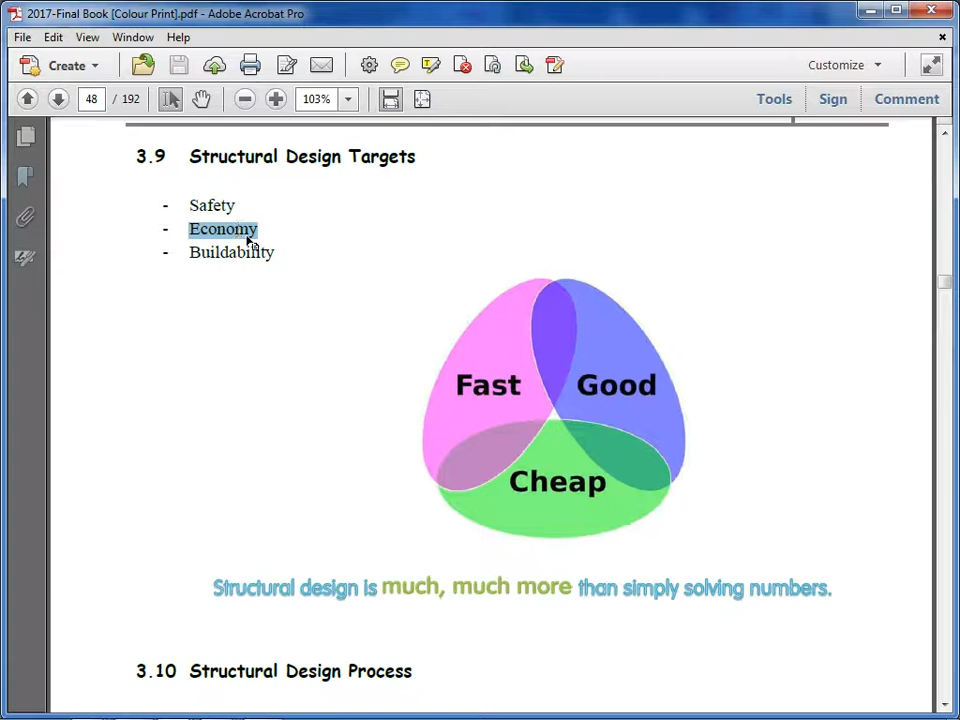 2017-Final Book [Colour Print].pdf - Adobe Acrobat Pro
File Edit View Window Help
Create Customize
48 / 192 103% Tools Sign Comment
3.9 Structural Design Targets
- Safety
- Economy
- Buildability
Fast Good
Cheap
Structural design is much, much more than simply solving numbers.
3.10 Structural Design Process